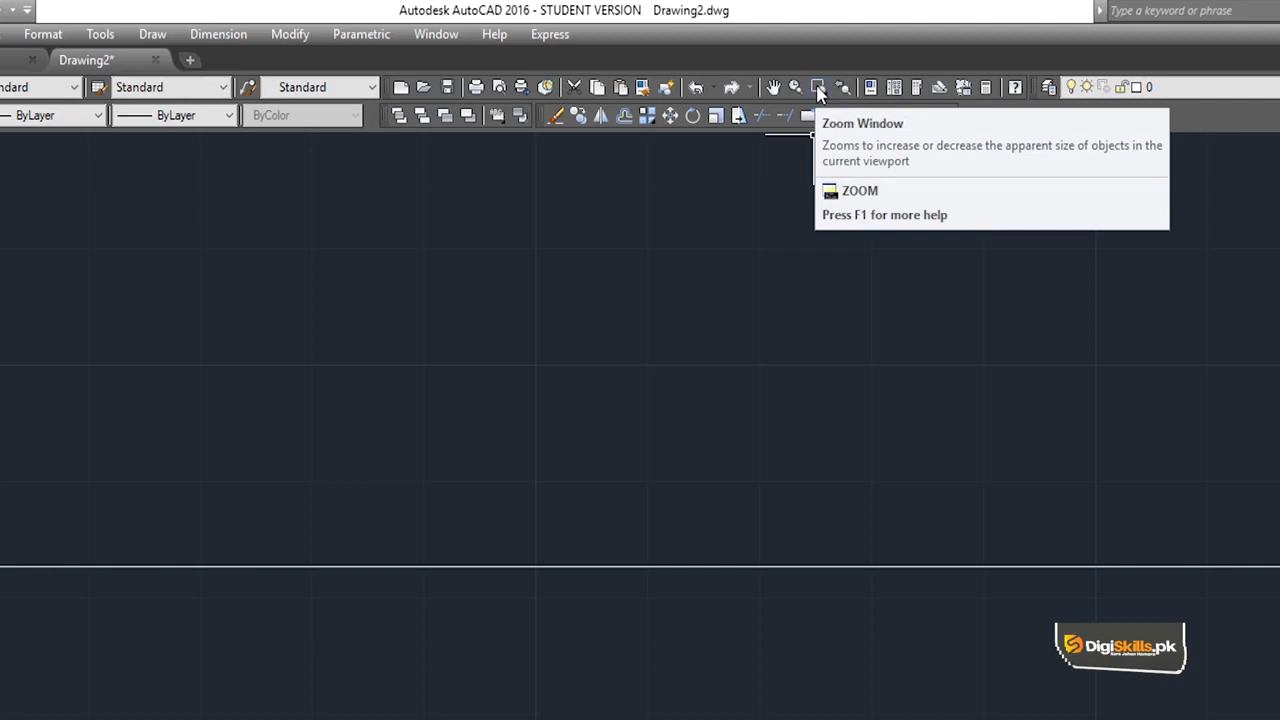 Autodesk AutoCAD 2016 - STUDENT VERSION Drawing2.dwg
Type a keyword or phrase
Format Tools Draw Dimension Modify Parametric Window Help Express
Drawing2*
ndard Standard Standard 0
ByLayer ByLayer ByColor
Zoom Window
Zooms to increase or decrease the apparent size of objects in the
current viewport
ZOOM
Press F1 for more help
DigiSkills.pk